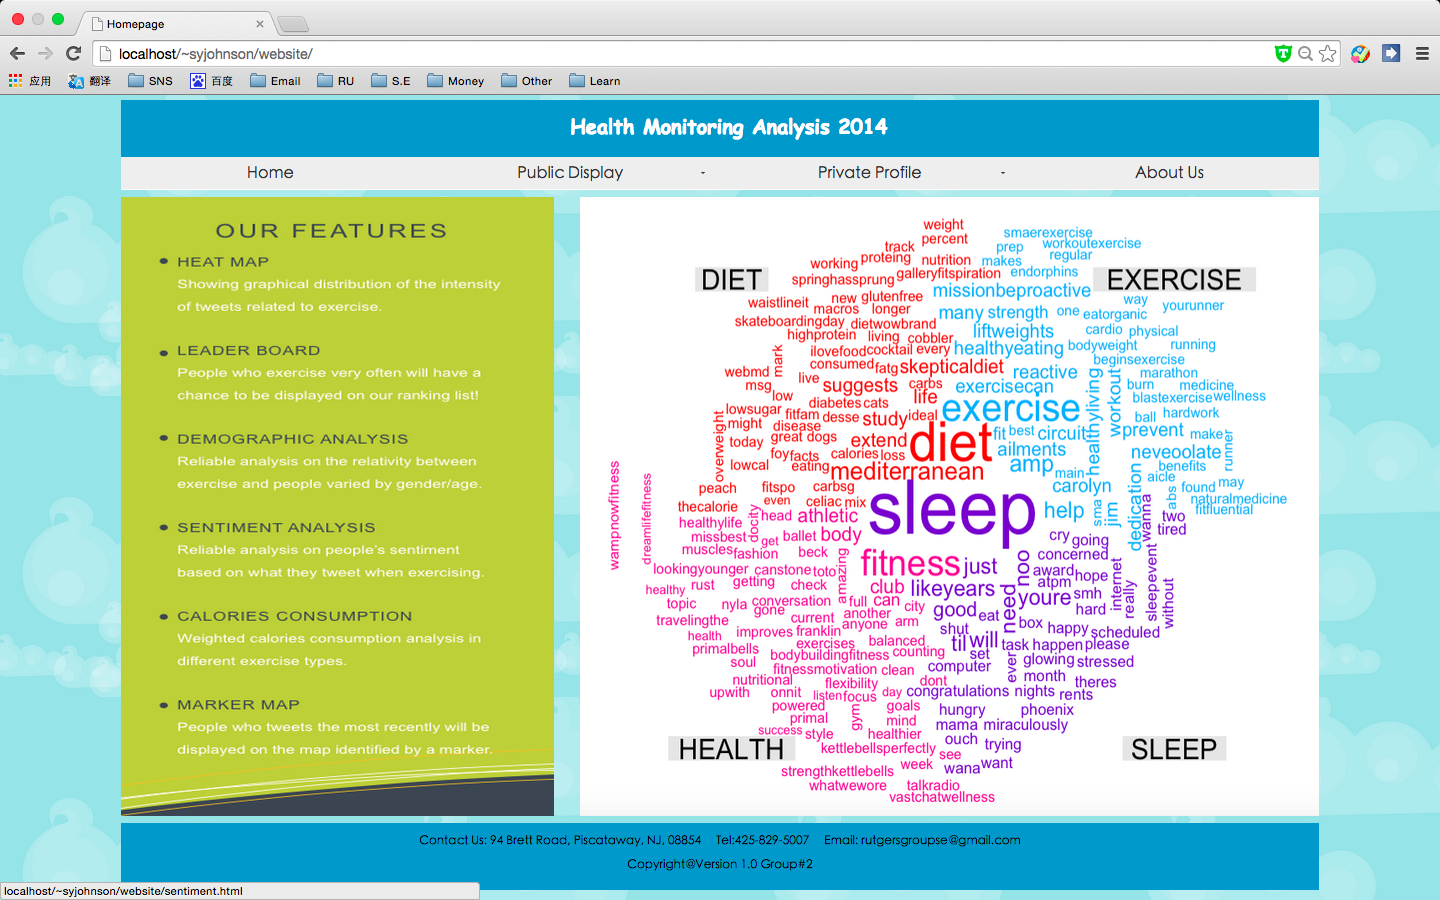 Homepage
localhost/~syjohnson/website/
应用 翻译 SNS 百度 Email RU S.E Money Other Learn
Health Monitoring Analysis 2014
Home Public Display Private Profile About Us
OUR FEATURES
HEAT MAP
Showing graphical distribution of the intensity
of tweets related to exercise.
LEADER BOARD
People who exercise very often will have a
chance to be displayed on our ranking list!
DEMOGRAPHIC ANALYSIS
Reliable analysis on the relativity between
exercise and people varied by gender/age.
SENTIMENT ANALYSIS
Reliable analysis on people's sentiment
based on what they tweet when exercising.
CALORIES CONSUMPTION
Weighted calories consumption analysis in
different exercise types.
MARKER MAP
People who tweets the most recently will be
displayed on the map identified by a marker.
DIET
EXERCISE
HEALTH
SLEEP
weight
percent
track
working
proteing
nutrition
springhassprung
galleryfitspiration
waistlineit
new
glutenfree
macros
longer
skateboardingday
dietwowbrand
highprotein
living
cobbler
mark
ilovefood
cocktail
every
consumed
fatg
skepticaldiet
webmd
msg
live
suggests
carbs
low
life
diabetes
cats
lowsugar
fitfam
desse
study
ideal
overweight
might
disease
today
great
dogs
extend
diet
foy
facts
calories
loss
lowcal
eating
mediterranean
peach
fitspo
carbsg
even
celiac
mix
thecalorie
smaerexercise
prep
workoutexercise
makes
regular
endorphins
missionbeproactive
way
yourunner
many
strength
one
eatorganic
liftweights
cardio
physical
healthyeating
bodyweight
running
beginsexercise
reactive
marathon
exercisecan
healthyliving
workout
burn
medicine
blastexercise
wellness
exercise
ball
hardwork
fit
best
circuit
wprevent
make
runner
ailments
neveoolate
amp
main
benefits
carolyn
dedication
aicle
abs
found
may
naturalmedicine
help
sma
jim
fitfluential
sleep
wanna
two
tired
cry
going
concerned
just
noo
award
atpm
hope
internet
really
sleepevent
without
likeyears
need
youre
smh
hard
good
eat
box
happy
scheduled
shut
til
will
task
happen
please
set
ever
glowing
stressed
computer
month
theres
congratulations
nights
rents
hungry
phoenix
mama
miraculously
ouch
trying
see
wana
want
wampnowfitness
dreamlifefitness
healthylife
docity
head
athletic
missbest
get
ballet
body
muscles
fashion
beck
amazing
fitness
lookingyounger
canstone
toto
healthy
rust
getting
check
club
topic
nyla
conversation
full
can
city
gone
another
travelingthe
current
anyone
arm
health
improves
franklin
primalbells
exercises
balanced
soul
bodybuildingfitness
counting
fitnessmotivation
clean
nutritional
flexibility
dont
upwith
onnit
listen
focus
day
powered
gym
goals
primal
mind
success
style
healthier
kettlebellsperfectly
week
strengthkettlebells
whatwewore
talkradio
vastchatwellness
Contact Us: 94 Brett Road, Piscataway, NJ, 08854 Tel:425-829-5007 Email: rutgersgroupse@gmail.com
Copyright@Version 1.0 Group#2
localhost/~syjohnson/website/sentiment.html